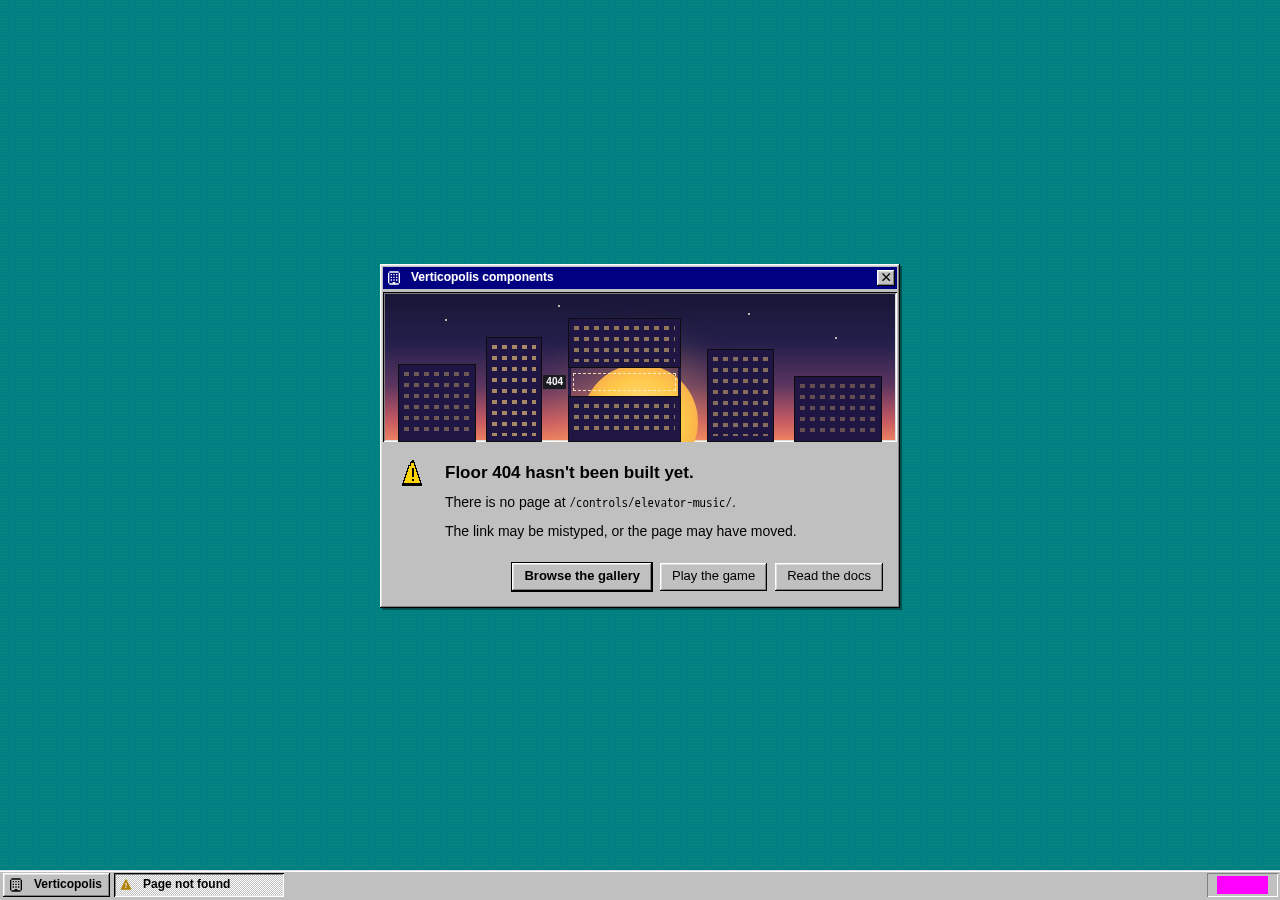 Verticopolis components
404
Floor 404 hasn't been built yet.
There is no page at /controls/elevator-music/.
The link may be mistyped, or the page may have moved.
Browse the gallery Play the game Read the docs
Verticopolis Page not found